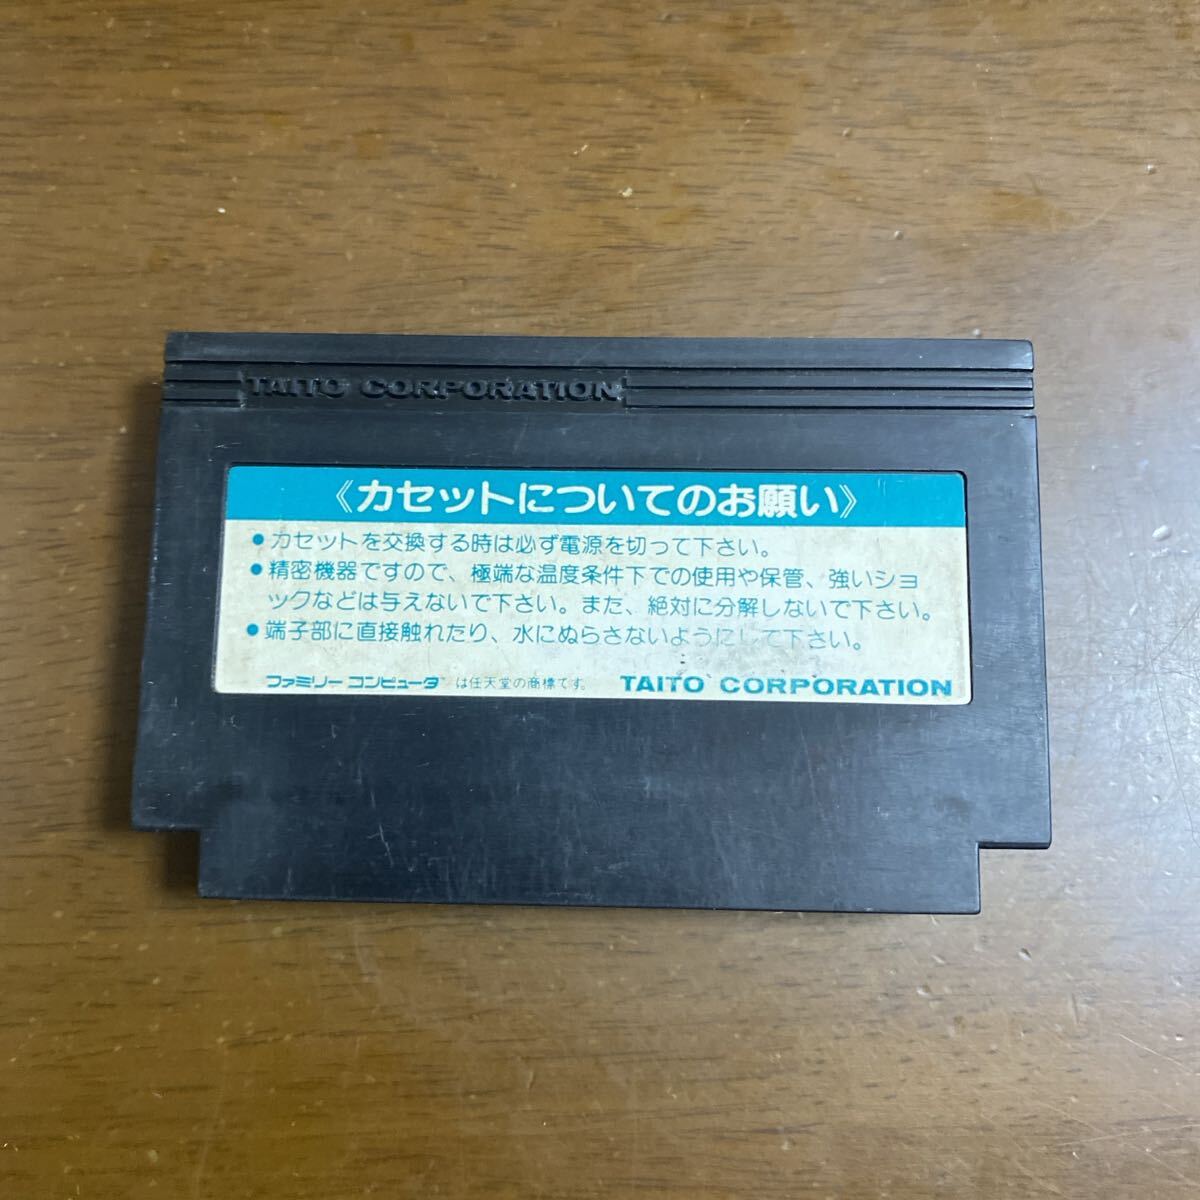 TAITO CORPORATION
《カセットについてのお願い》
●カセットを交換する時は必ず電源を切って下さい。
●精密機器ですので、極端な温度条件下での使用や保管、強いショ
ックなどは与えないで下さい。また、絶対に分解しないで下さい。
●端子部に直接触れたり、水にぬらさないようにして下さい。
ファミリーコンピュータ は任天堂の商標です。 TAITO CORPORATION